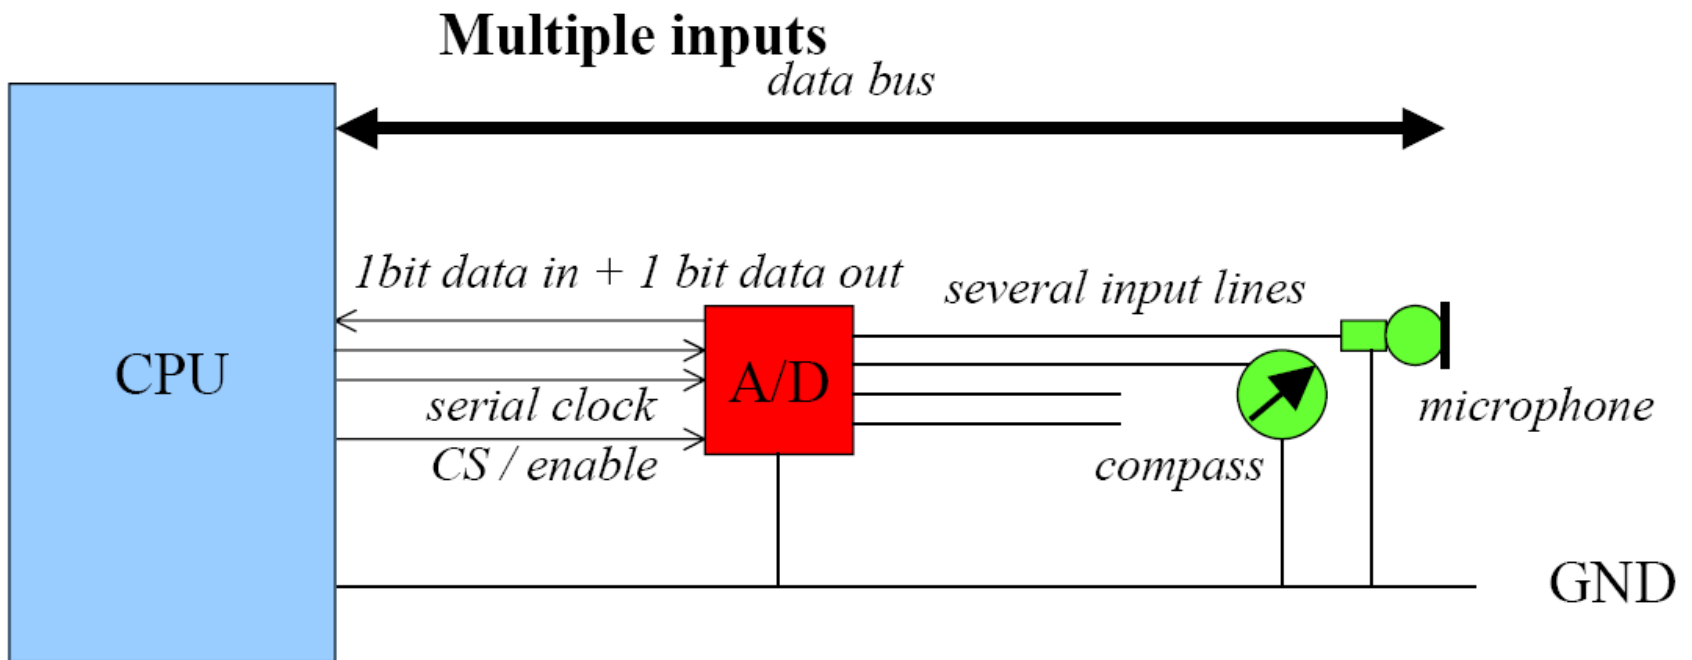 Multiple inputs
data bus
1bit data in + 1 bit data out
several input lines
CPU
A/D
serial clock
microphone
CS / enable
compass
GND